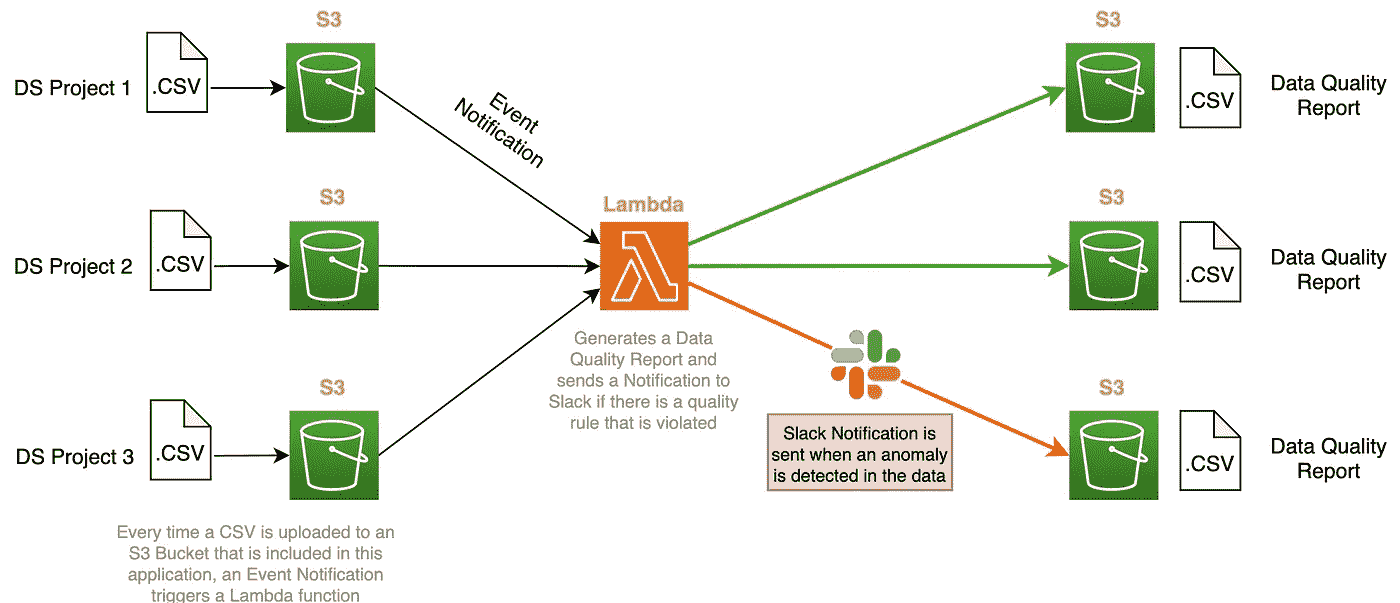 S3
S3
DS Project 1
.CSV
Event
Notification
.CSV
Data Quality
Report
S3
Lambda
S3
DS Project 2
.CSV
.CSV
Data Quality
Report
Generates a Data
Quality Report and
sends a Notification to
Slack if there is a quality
rule that is violated
S3
S3
DS Project 3
.CSV
Slack Notification is
sent when an anomaly
is detected in the data
.CSV
Data Quality
Report
Every time a CSV is uploaded to an
S3 Bucket that is included in this
application, an Event Notification
triggers a Lambda function